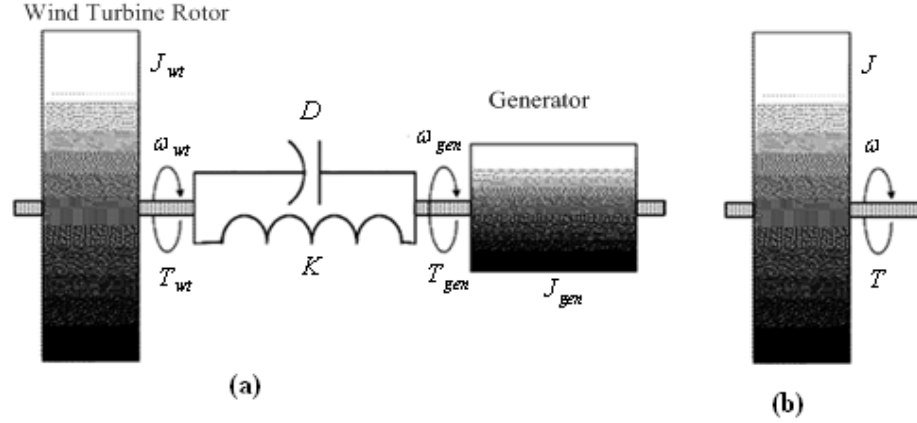 Wind Turbine Rotor
J_wt
D
Generator
ω_wt
ω_gen
K
T_wt
T_gen
J_gen
(a)
J
ω
T
(b)